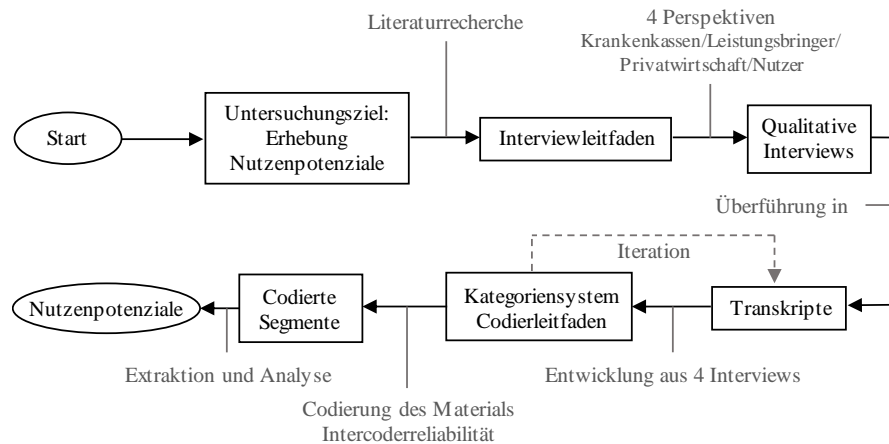 Literaturrecherche
4 Perspektiven
Krankenkassen/Leistungsbringer/
Privatwirtschaft/Nutzer
Start
Untersuchungsziel:
Erhebung
Nutzenpotenziale
Interviewleitfaden
Qualitative
Interviews
Überführung in
Iteration
Nutzenpotenziale
Codierte
Segmente
Kategoriensystem
Codierleitfaden
Transkripte
Extraktion und Analyse
Entwicklung aus 4 Interviews
Codierung des Materials
Intercoderreliabilität